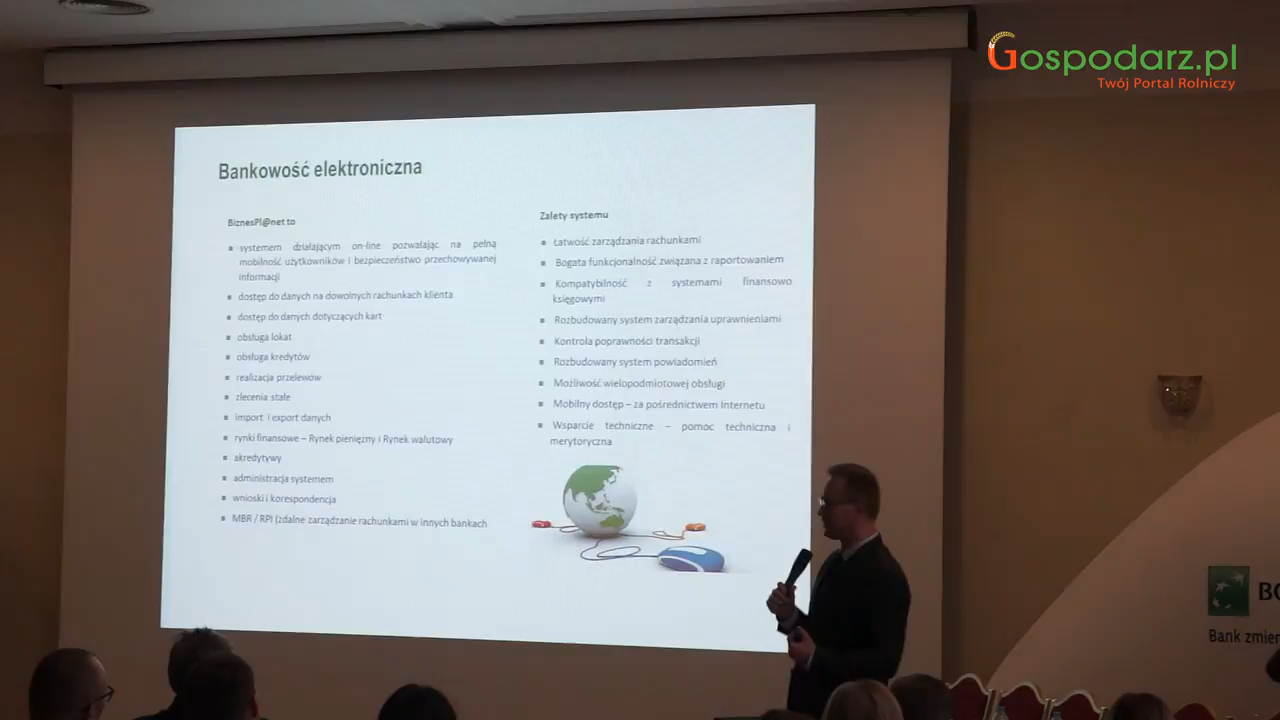 Gospodarz.pl
Twój Portal Rolniczy
Bankowość elektroniczna
BiznesPl@net to
systemem działającym on-line pozwalając na pełną
mobilność użytkowników i bezpieczeństwo przechowywanej
informacji
dostęp do danych na dowolnych rachunkach klienta
dostęp do danych dotyczących kart
obsługa lokat
obsługa kredytów
realizacja przelewów
zlecenia stałe
import i export danych
rynki finansowe – Rynek pieniężny i Rynek walutowy
akredytywy
administracja systemem
wnioski i korespondencja
MBR / RPI (zdalne zarządzanie rachunkami w innych bankach
Zalety systemu
Łatwość zarządzania rachunkami
Bogata funkcjonalność związana z raportowaniem
Kompatybilność z systemami finansowo
księgowymi
Rozbudowany system zarządzania uprawnieniami
Kontrola poprawności transakcji
Rozbudowany system powiadomień
Możliwość wielopodmiotowej obsługi
Mobilny dostęp – za pośrednictwem Internetu
Wsparcie techniczne – pomoc techniczna i
merytoryczna
Bank